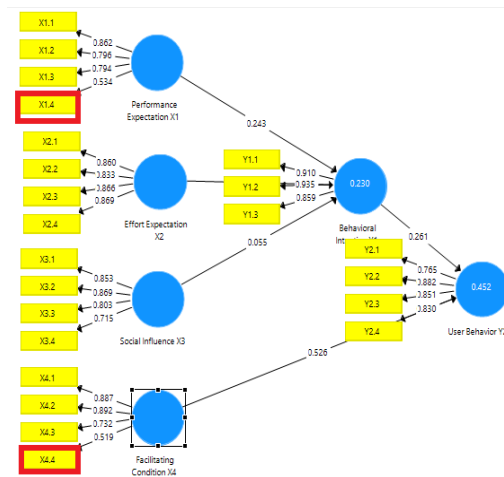 X1.1
X1.2
X1.3
X1.4
0.862
0.796
0.794
0.534
Performance
Expectation X1
0.243
X2.1
X2.2
X2.3
X2.4
0.860
0.833
0.866
0.869
Effort Expectation
X2
Y1.1
Y1.2
Y1.3
0.910
0.935
0.859
0.230
Behavioral
0.055
0.261
X3.1
X3.2
X3.3
X3.4
0.853
0.869
0.803
0.715
Social Influence X3
Y2.1
Y2.2
Y2.3
Y2.4
0.765
0.882
0.851
0.830
0.452
User Behavior Y2
0.526
X4.1
X4.2
X4.3
X4.4
0.887
0.892
0.732
0.519
Facilitating
Condition X4